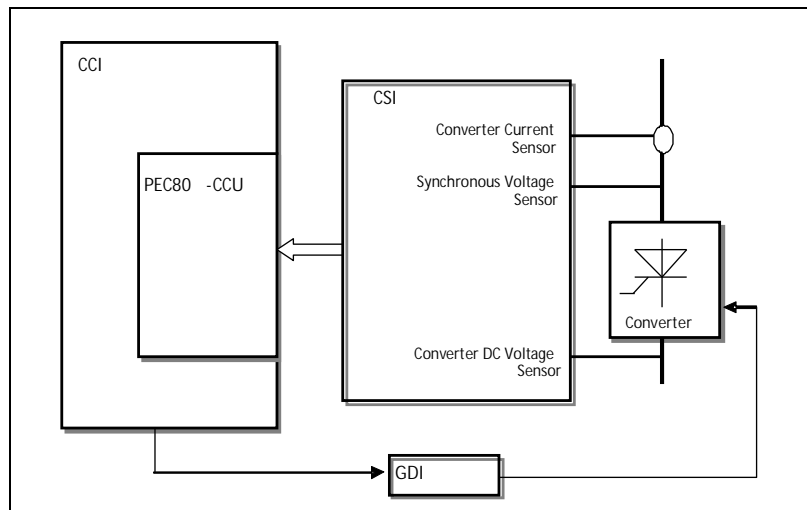 CCI
CSI
Converter Current
Sensor
PEC80 -CCU
Synchronous Voltage
Sensor
Converter
Converter DC Voltage
Sensor
GDI